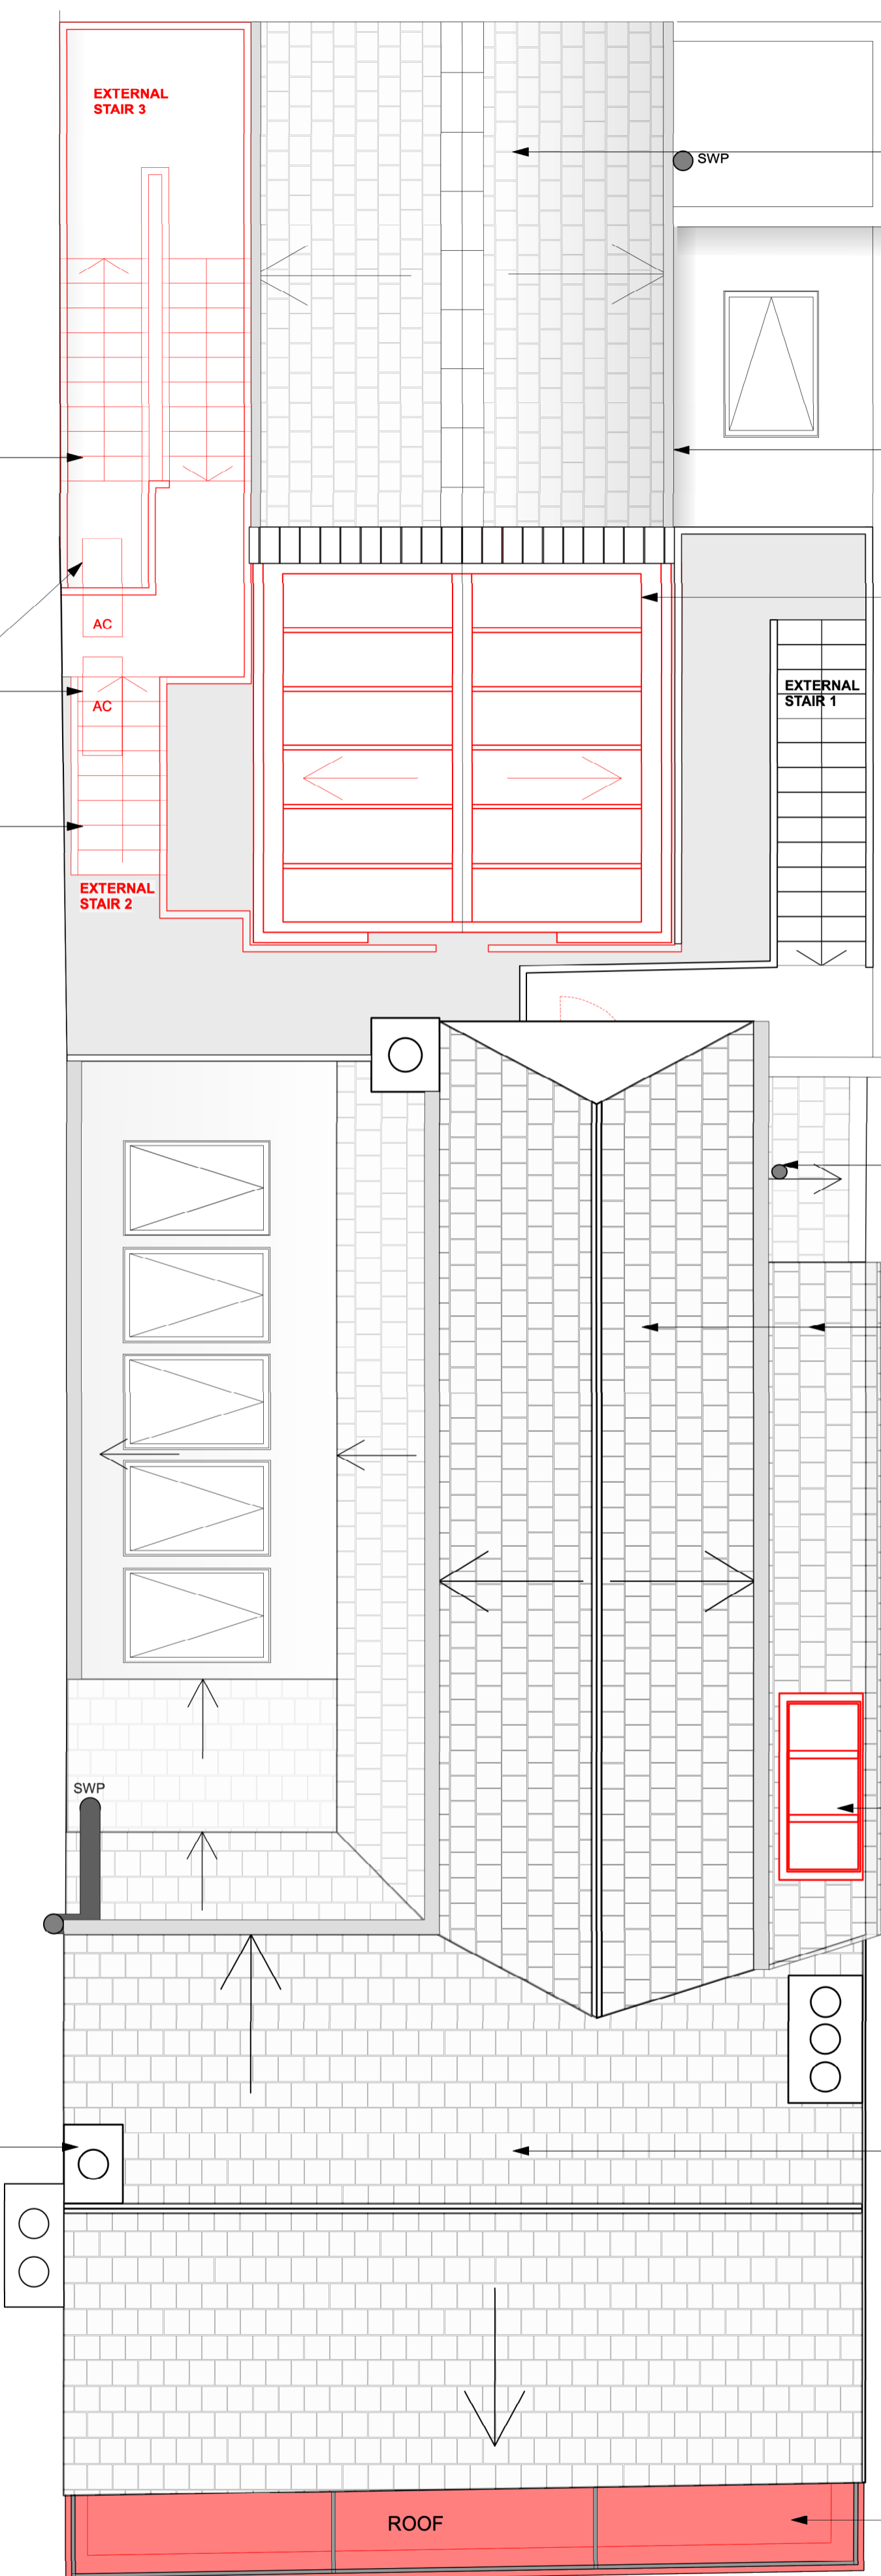 EXTERNAL
STAIR 3
SWP
AC
EXTERNAL
STAIR 1
AC
EXTERNAL
STAIR 2
SWP
ROOF